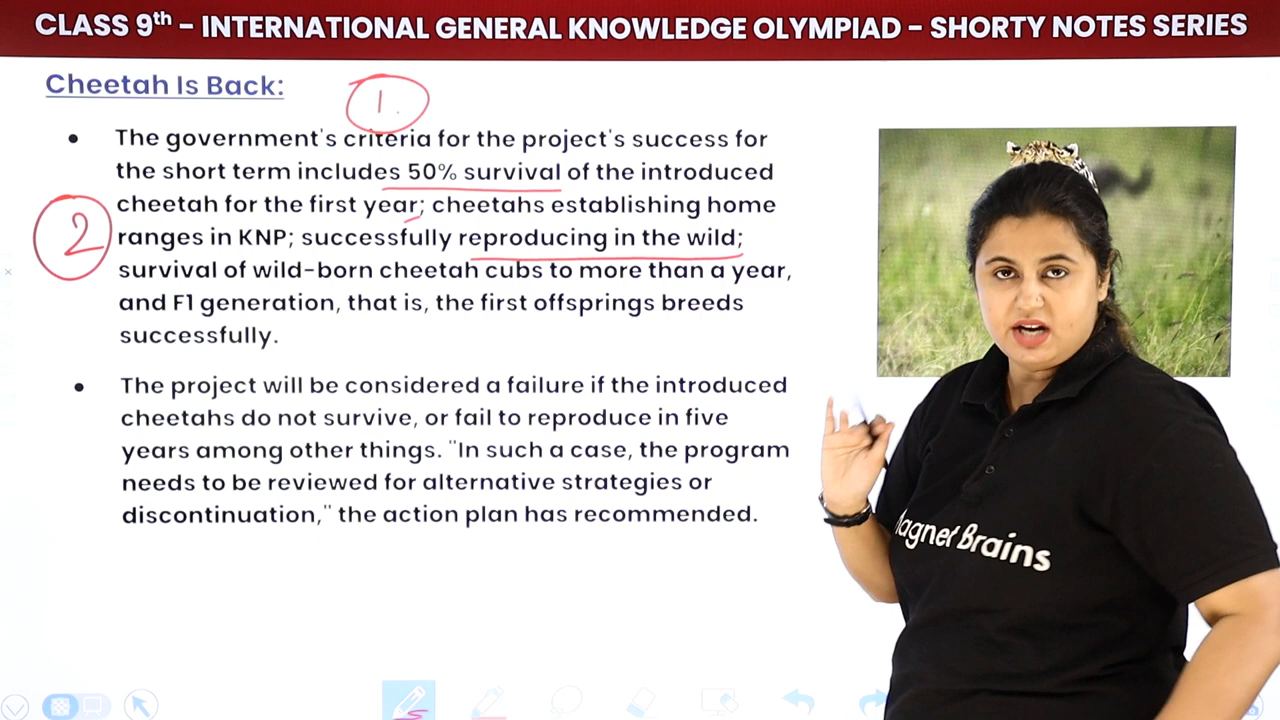 CLASS 9th – INTERNATIONAL GENERAL KNOWLEDGE OLYMPIAD – SHORTY NOTES SERIES
Cheetah Is Back:
1.
• The government's criteria for the project's success for
the short term includes 50% survival of the introduced
cheetah for the first year; cheetahs establishing home
2
ranges in KNP; successfully reproducing in the wild;
survival of wild-born cheetah cubs to more than a year,
and F1 generation, that is, the first offsprings breeds
successfully.
• The project will be considered a failure if the introduced
cheetahs do not survive, or fail to reproduce in five
years among other things. "In such a case, the program
needs to be reviewed for alternative strategies or
discontinuation," the action plan has recommended.
Magnet Brains